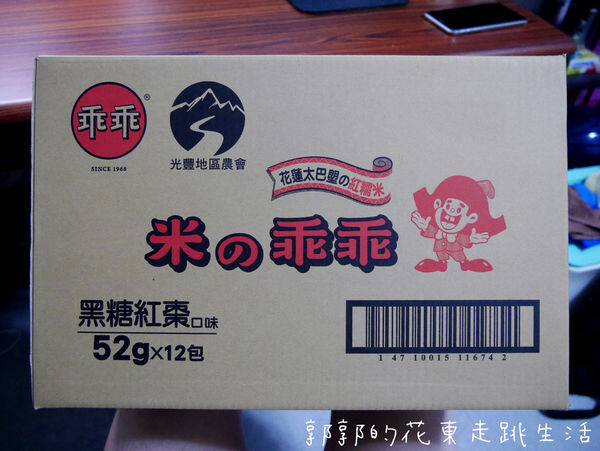 乖乖®
SINCE 1968
光豐地區農會
花蓮太巴塱の紅糯米
米の乖乖
黑糖紅棗口味
52g×12包
1 4710015 11674 2
郭郭的花東走跳生活